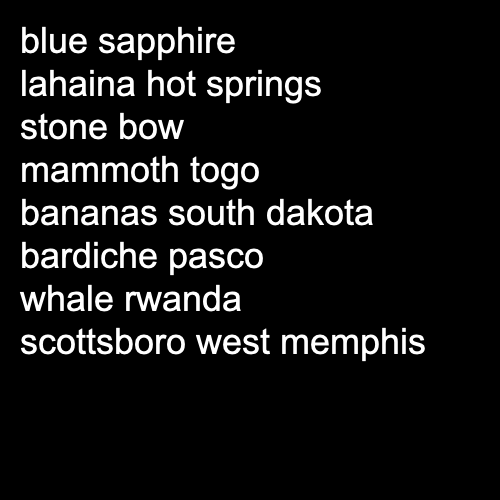 blue sapphire
lahaina hot springs
stone bow
mammoth togo
bananas south dakota
bardiche pasco
whale rwanda
scottsboro west memphis